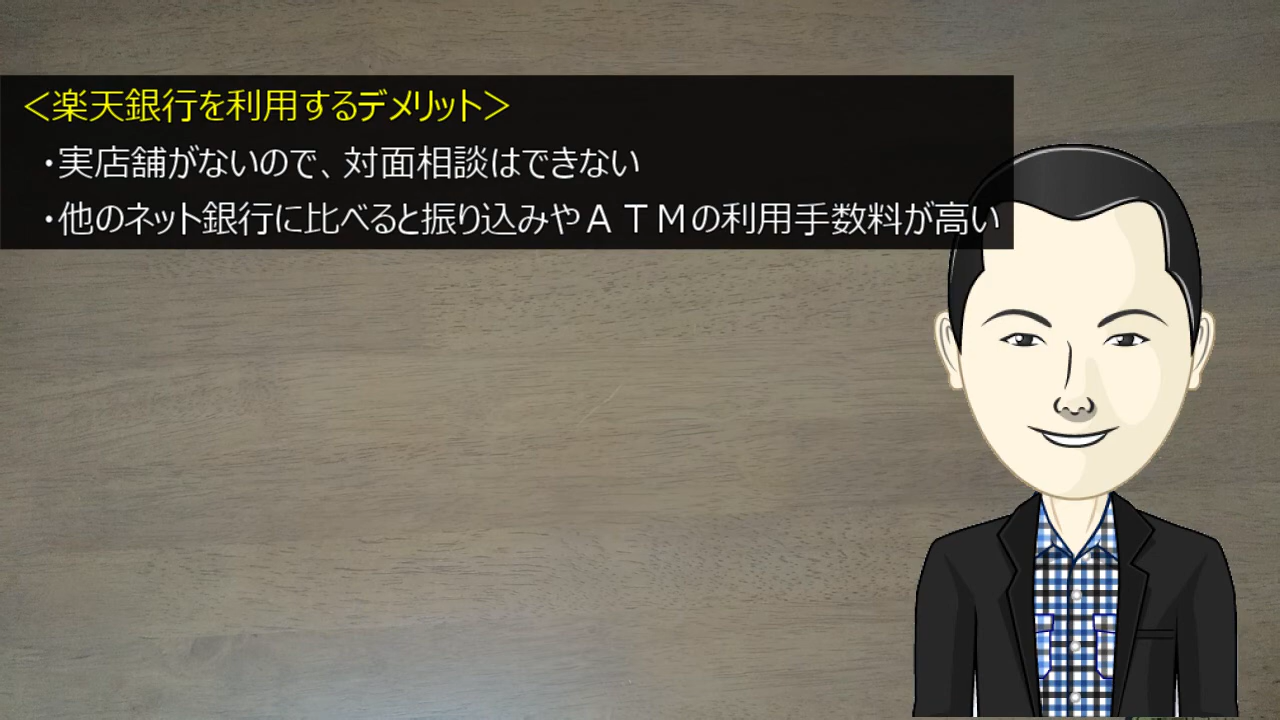 ＜楽天銀行を利用するデメリット＞
・実店舗がないので、対面相談はできない
・他のネット銀行に比べると振り込みやＡＴＭの利用手数料が高い